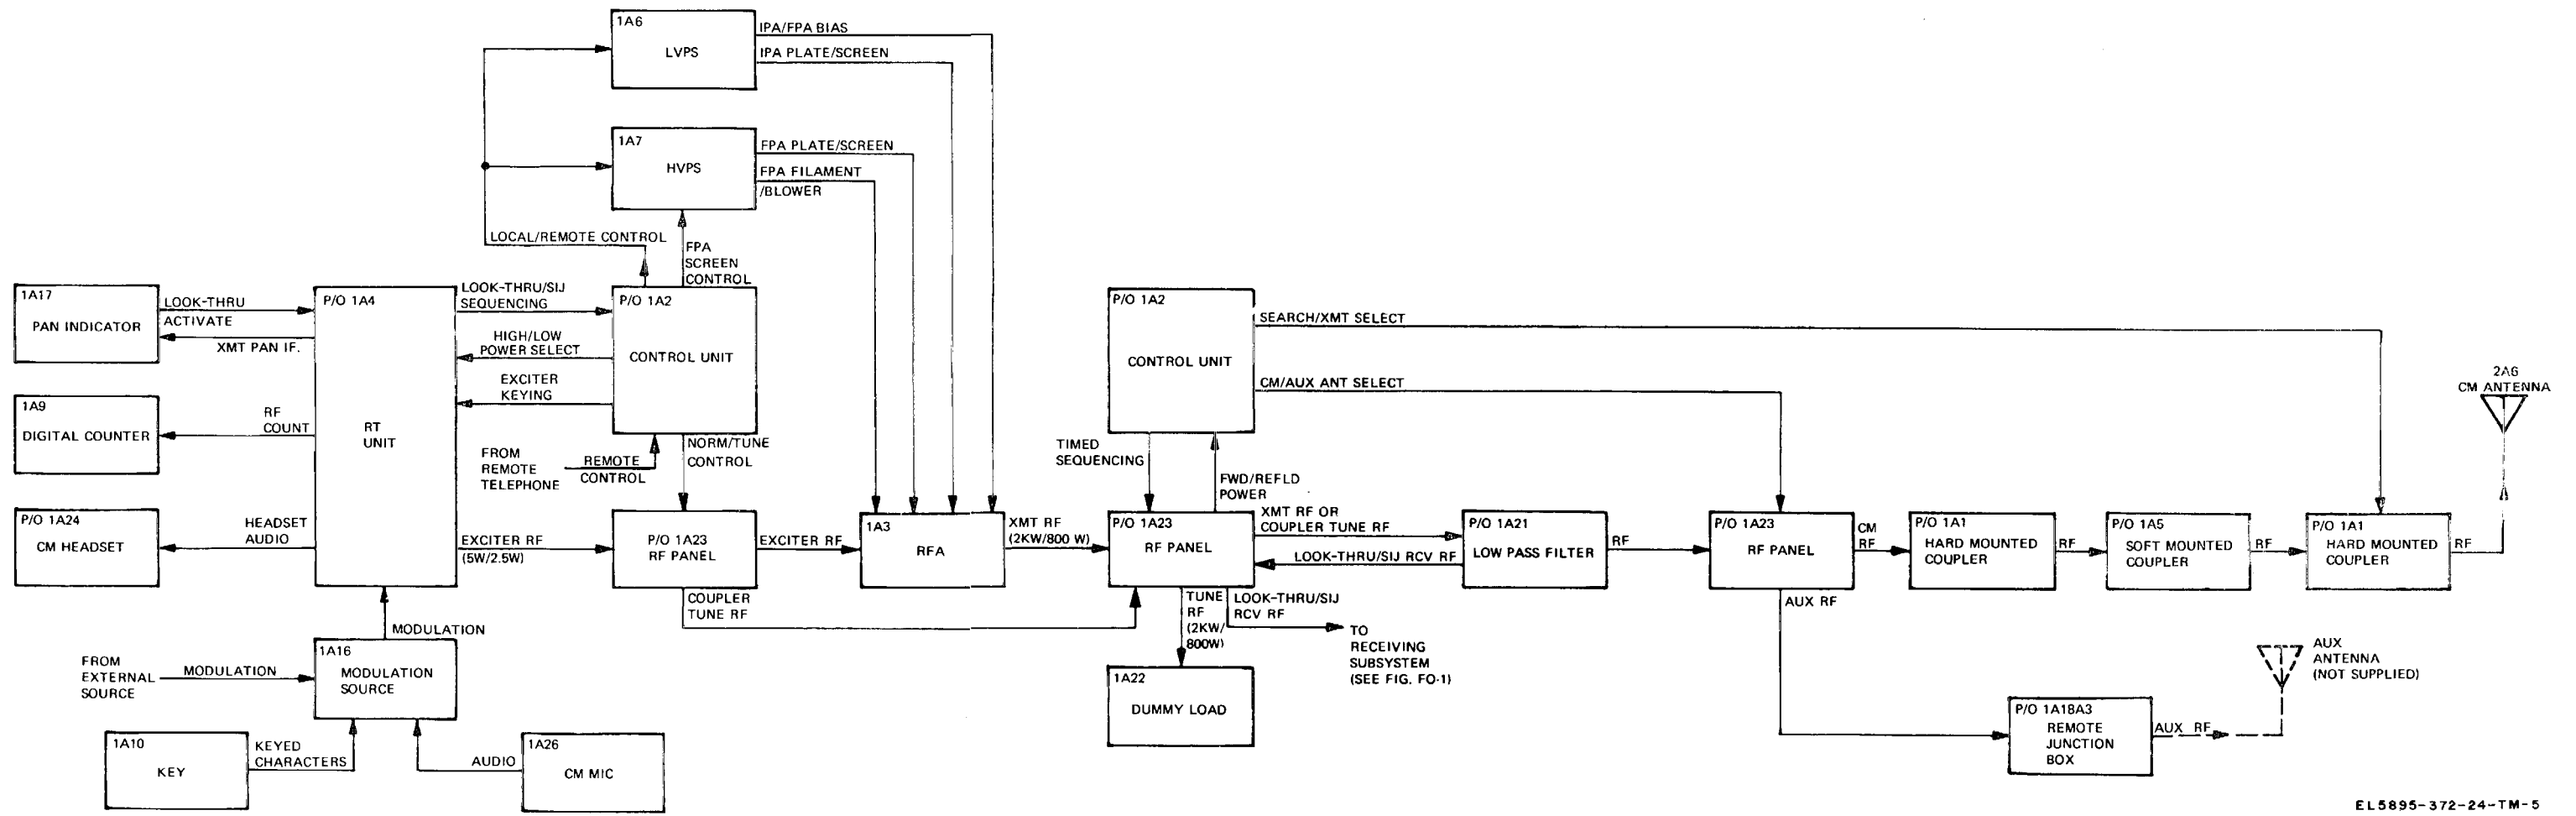 1A6
LVPS
IPA/FPA BIAS
IPA PLATE/SCREEN
1A7
HVPS
FPA PLATE/SCREEN
FPA FILAMENT
/BLOWER
LOCAL/REMOTE CONTROL
FPA
SCREEN
CONTROL
1A17
PAN INDICATOR
LOOK-THRU
ACTIVATE
XMT PAN IF.
P/O 1A4
RT
UNIT
LOOK-THRU/SIJ
SEQUENCING
HIGH/LOW
POWER SELECT
EXCITER
KEYING
P/O 1A2
CONTROL UNIT
1A9
DIGITAL COUNTER
RF
COUNT
FROM
REMOTE
TELEPHONE
REMOTE
CONTROL
NORM/TUNE
CONTROL
P/O 1A24
CM HEADSET
HEADSET
AUDIO
EXCITER RF
(5W/2.5W)
P/O 1A23
RF PANEL
EXCITER RF
COUPLER
TUNE RF
1A3
RFA
XMT RF
(2KW/800 W)
MODULATION
1A16
MODULATION
SOURCE
FROM
EXTERNAL
SOURCE
MODULATION
1A10
KEY
KEYED
CHARACTERS
AUDIO
1A26
CM MIC
P/O 1A2
CONTROL UNIT
SEARCH/XMT SELECT
CM/AUX ANT SELECT
TIMED
SEQUENCING
FWD/REFLD
POWER
P/O 1A23
RF PANEL
XMT RF OR
COUPLER TUNE RF
LOOK-THRU/SIJ RCV RF
TUNE
RF
(2KW/
800W)
LOOK-THRU/SIJ
RCV RF
TO
RECEIVING
SUBSYSTEM
(SEE FIG. FO-1)
1A22
DUMMY LOAD
P/O 1A21
LOW PASS FILTER
RF
P/O 1A23
RF PANEL
CM
RF
AUX RF
P/O 1A1
HARD MOUNTED
COUPLER
RF
P/O 1A5
SOFT MOUNTED
COUPLER
RF
P/O 1A1
HARD MOUNTED
COUPLER
RF
2A6
CM ANTENNA
AUX
ANTENNA
(NOT SUPPLIED)
P/O 1A18A3
REMOTE
JUNCTION
BOX
AUX RF
EL5895-372-24-TM-5